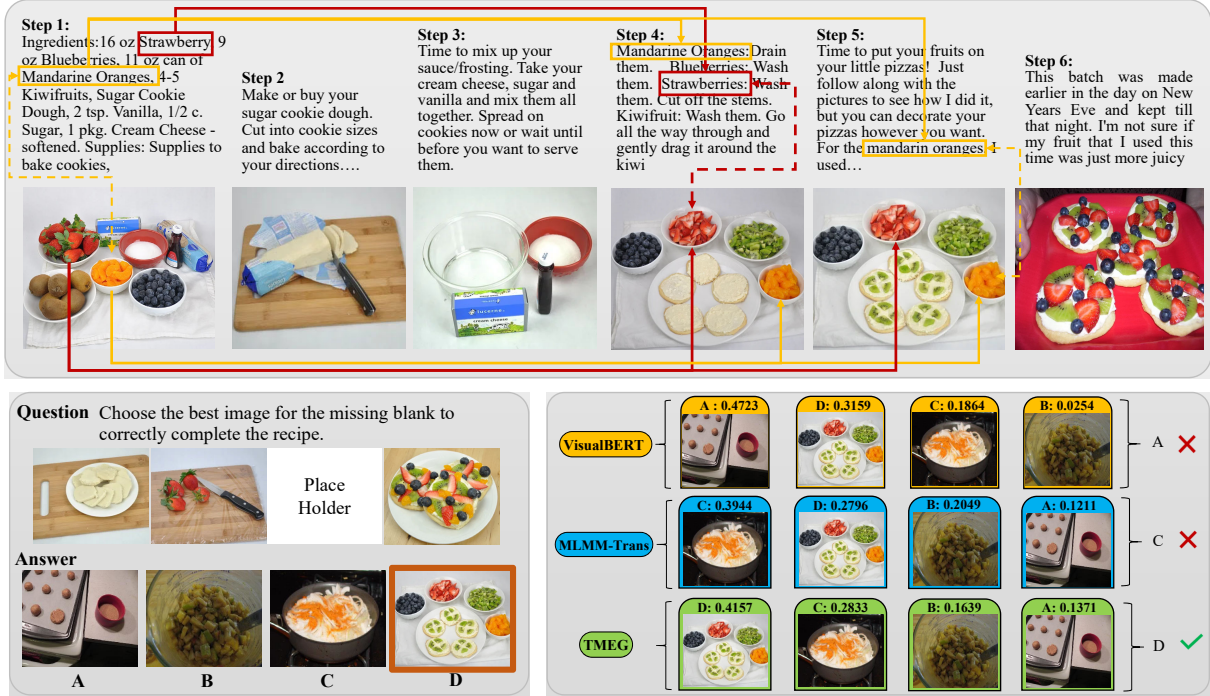 Step 1:
Ingredients:16 oz Strawberry, 9
oz Blueberries, 11 oz can of
Mandarine Oranges, 4-5
Kiwifruits, Sugar Cookie
Dough, 2 tsp. Vanilla, 1/2 c.
Sugar, 1 pkg. Cream Cheese -
softened. Supplies: Supplies to
bake cookies,
Step 2
Make or buy your
sugar cookie dough.
Cut into cookie sizes
and bake according to
your directions….
Step 3:
Time to mix up your
sauce/frosting. Take your
cream cheese, sugar and
vanilla and mix them all
together. Spread on
cookies now or wait until
before you want to serve
them.
Step 4:
Mandarine Oranges: Drain
them. Blueberries: Wash
them. Strawberries: Wash
them. Cut off the stems.
Kiwifruit: Wash them. Go
all the way through and
gently drag it around the
kiwi
Step 5:
Time to put your fruits on
your little pizzas! Just
follow along with the
pictures to see how I did it,
but you can decorate your
pizzas however you want.
For the mandarin oranges, I
used…
Step 6:
This batch was made
earlier in the day on New
Years Eve and kept till
that night. I'm not sure if
my fruit that I used this
time was just more juicy
cream cheese
Question Choose the best image for the missing blank to
correctly complete the recipe.
Place
Holder
Answer
A B C D
VisualBERT
A : 0.4723 D: 0.3159 C: 0.1864 B: 0.0254
A
MLMM-Trans
C: 0.3944 D: 0.2796 B: 0.2049 A: 0.1211
C
TMEG
D: 0.4157 C: 0.2833 B: 0.1639 A: 0.1371
D